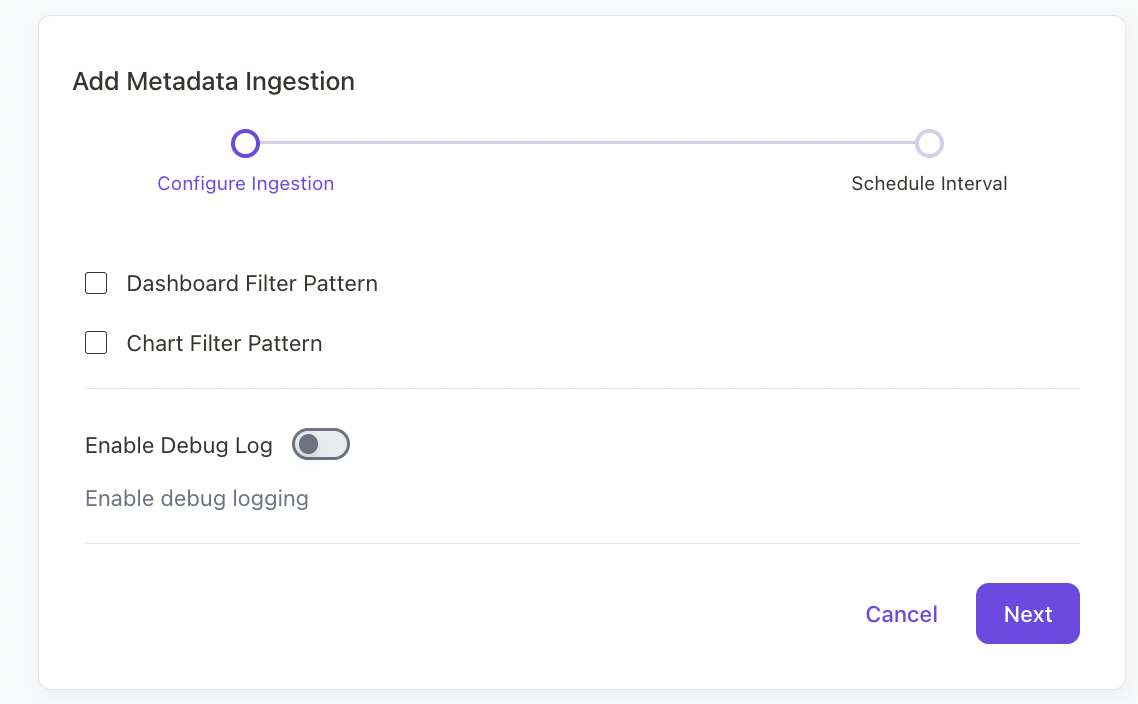 Add Metadata Ingestion
Configure Ingestion
Schedule Interval
Dashboard Filter Pattern
Chart Filter Pattern
Enable Debug Log
Enable debug logging
Cancel
Next